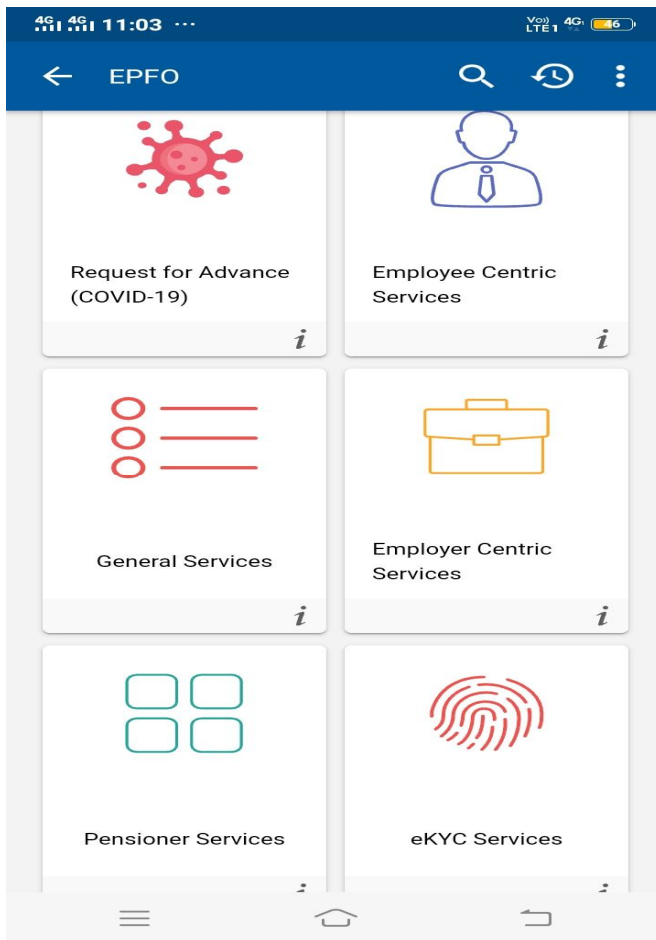 4G 4G 11:03 ... Vo)) LTE1 4G 46
EPFO
Request for Advance
(COVID-19)
Employee Centric
Services
i
i
General Services
Employer Centric
Services
i
i
Pensioner Services
eKYC Services
i
i